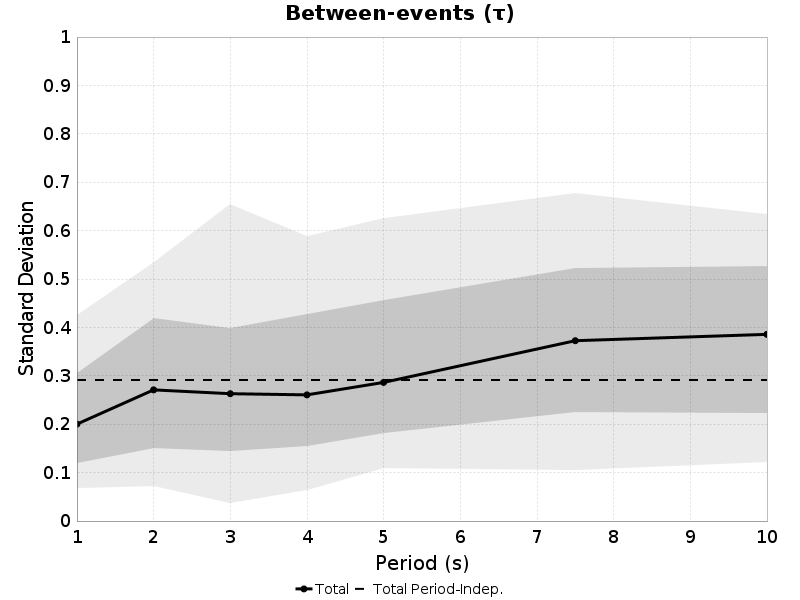 Between-events (τ)
Standard Deviation
1
0.9
0.8
0.7
0.6
0.5
0.4
0.3
0.2
0.1
0
1 2 3 4 5 6 7 8 9 10
Period (s)
Total Total Period-Indep.